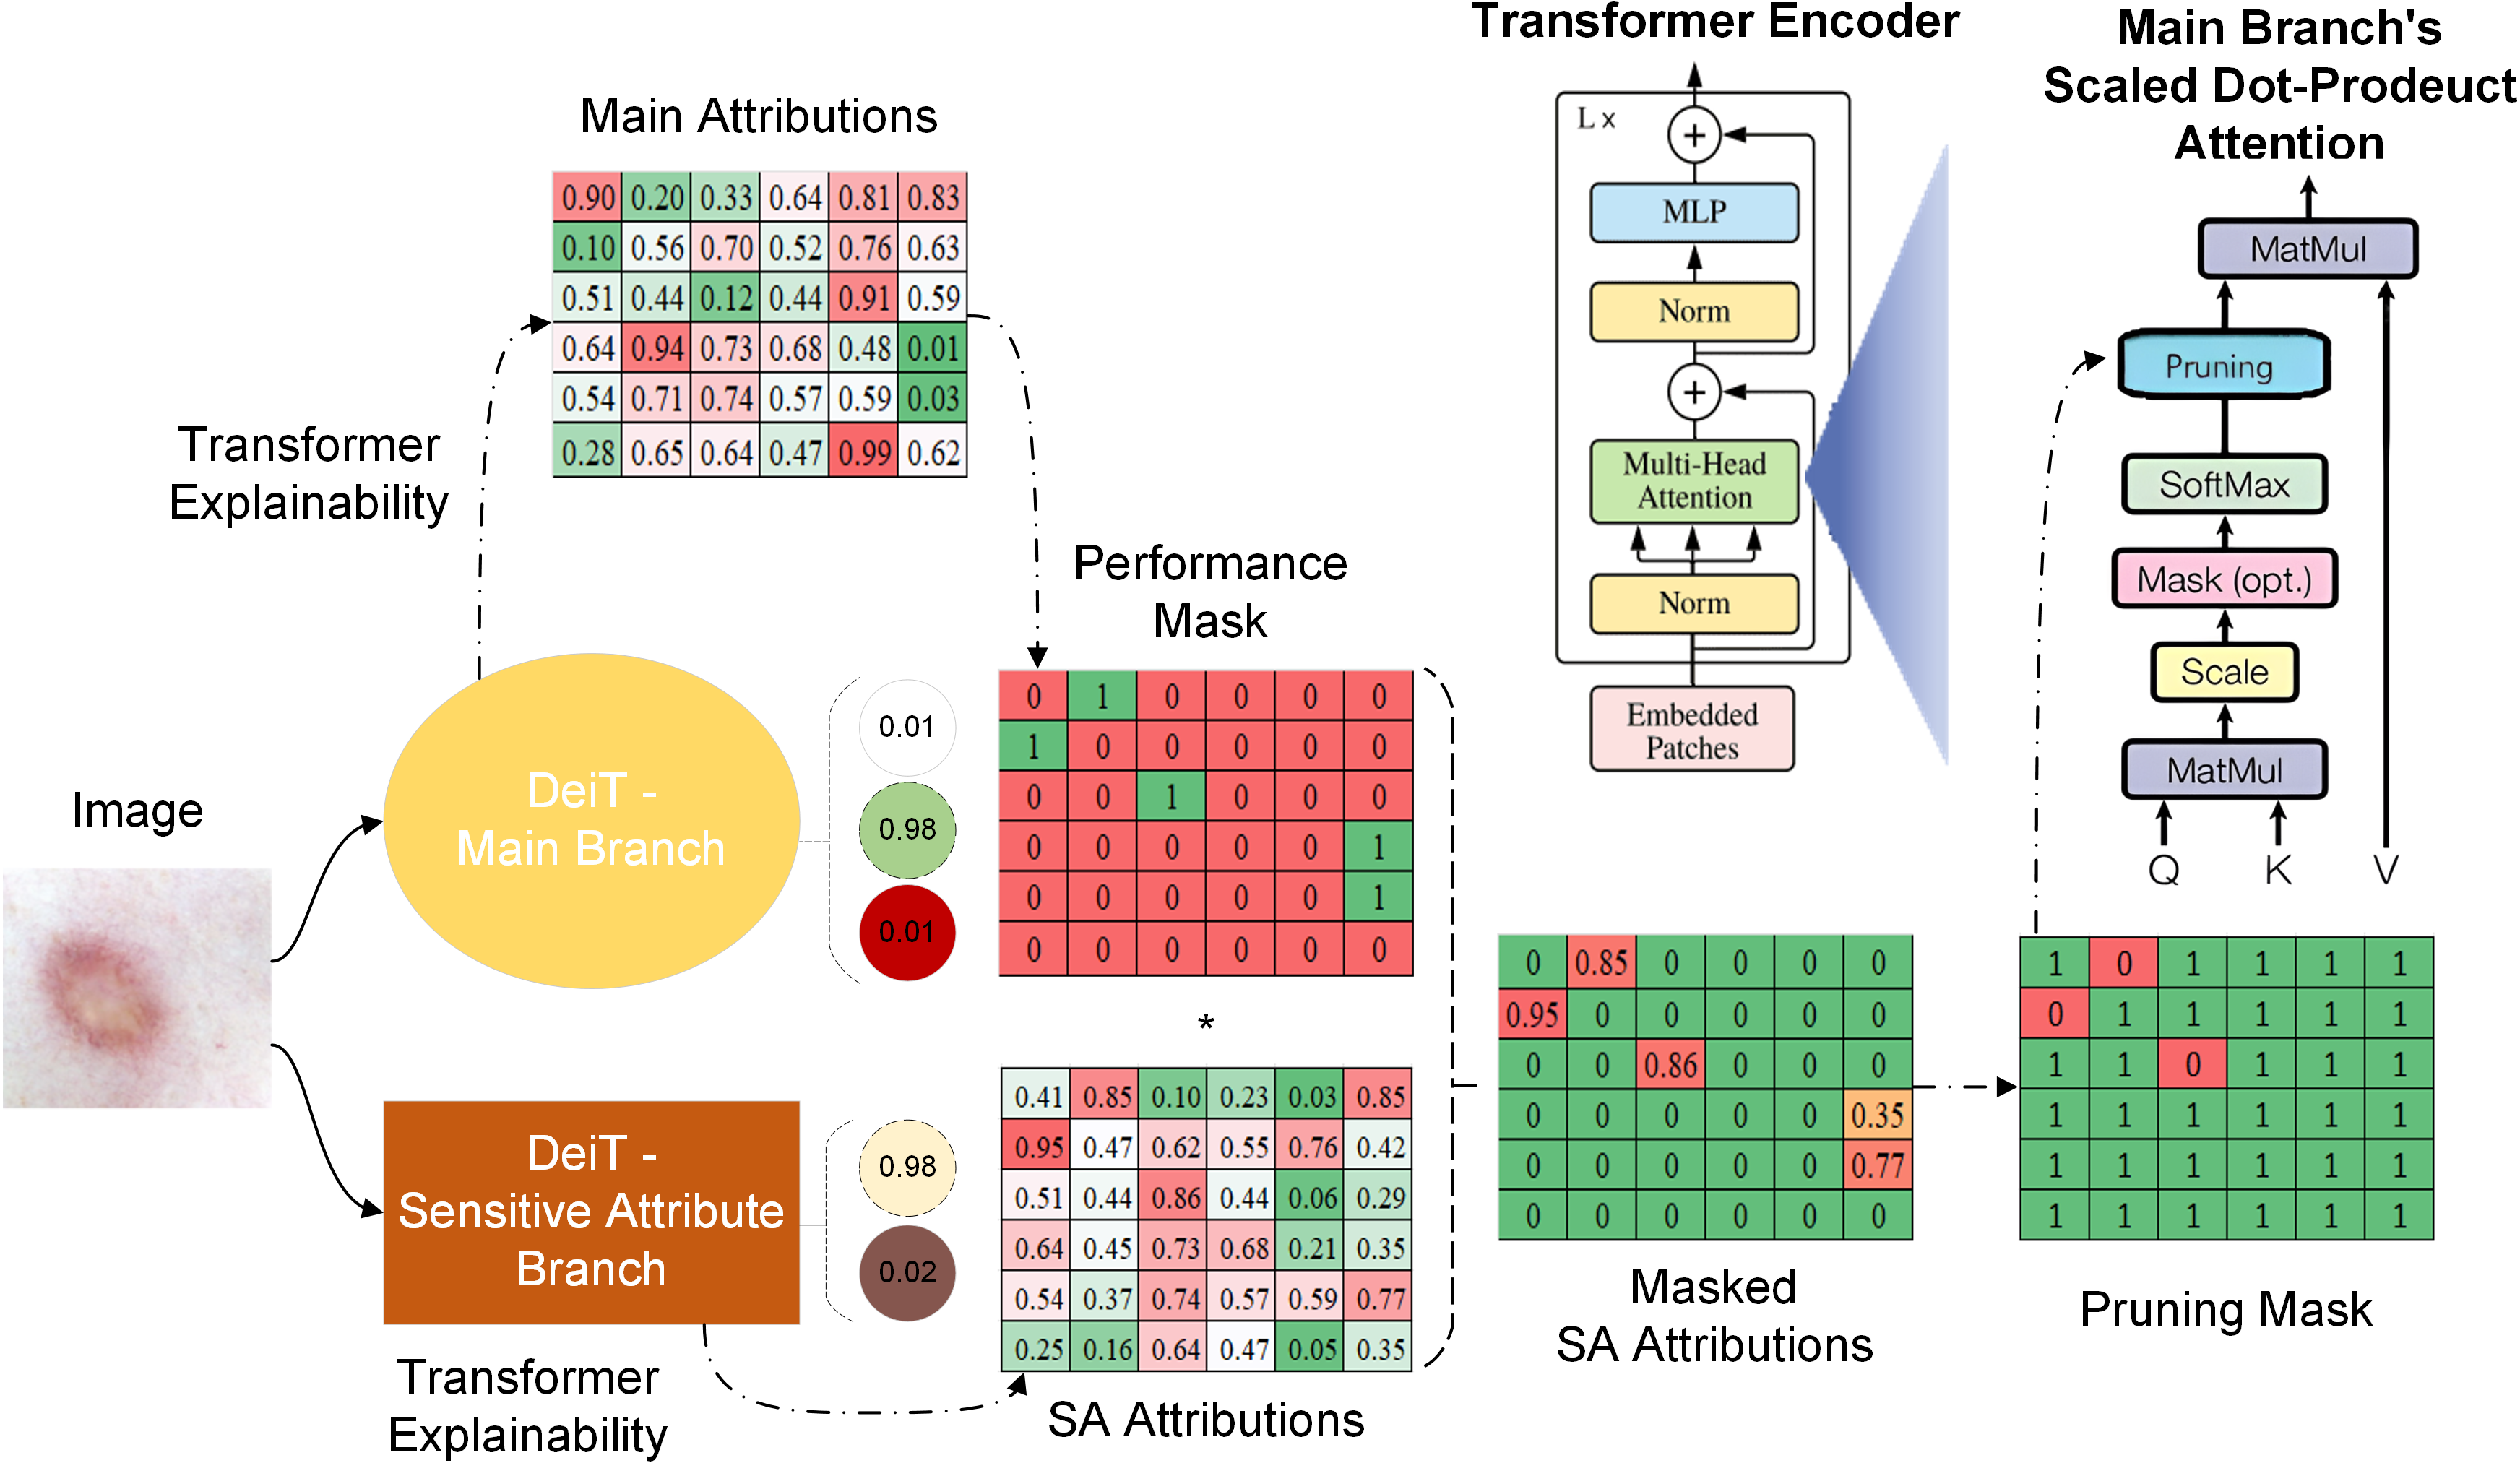 Transformer Encoder
Main Branch's
Scaled Dot-Prodeuct
Attention
Main Attributions
0.90 0.20 0.33 0.64 0.81 0.83
0.10 0.56 0.70 0.52 0.76 0.63
0.51 0.44 0.12 0.44 0.91 0.59
0.64 0.94 0.73 0.68 0.48 0.01
0.54 0.71 0.74 0.57 0.59 0.03
0.28 0.65 0.64 0.47 0.99 0.62
Transformer
Explainability
L x
+
MLP
Norm
+
Multi-Head
Attention
Norm
Embedded
Patches
MatMul
Pruning
SoftMax
Mask (opt.)
Scale
MatMul
Q K V
Performance
Mask
0 1 0 0 0 0
1 0 0 0 0 0
0 0 1 0 0 0
0 0 0 0 0 1
0 0 0 0 0 1
0 0 0 0 0 0
*
Image
DeiT -
Main Branch
0.01
0.98
0.01
DeiT -
Sensitive Attribute
Branch
0.98
0.02
Transformer
Explainability
0.41 0.85 0.10 0.23 0.03 0.85
0.95 0.47 0.62 0.55 0.76 0.42
0.51 0.44 0.86 0.44 0.06 0.29
0.64 0.45 0.73 0.68 0.21 0.35
0.54 0.37 0.74 0.57 0.59 0.77
0.25 0.16 0.64 0.47 0.05 0.35
SA Attributions
0 0.85 0 0 0 0
0.95 0 0 0 0 0
0 0 0.86 0 0 0
0 0 0 0 0 0.35
0 0 0 0 0 0.77
0 0 0 0 0 0
Masked
SA Attributions
1 0 1 1 1 1
0 1 1 1 1 1
1 1 0 1 1 1
1 1 1 1 1 1
1 1 1 1 1 1
1 1 1 1 1 1
Pruning Mask